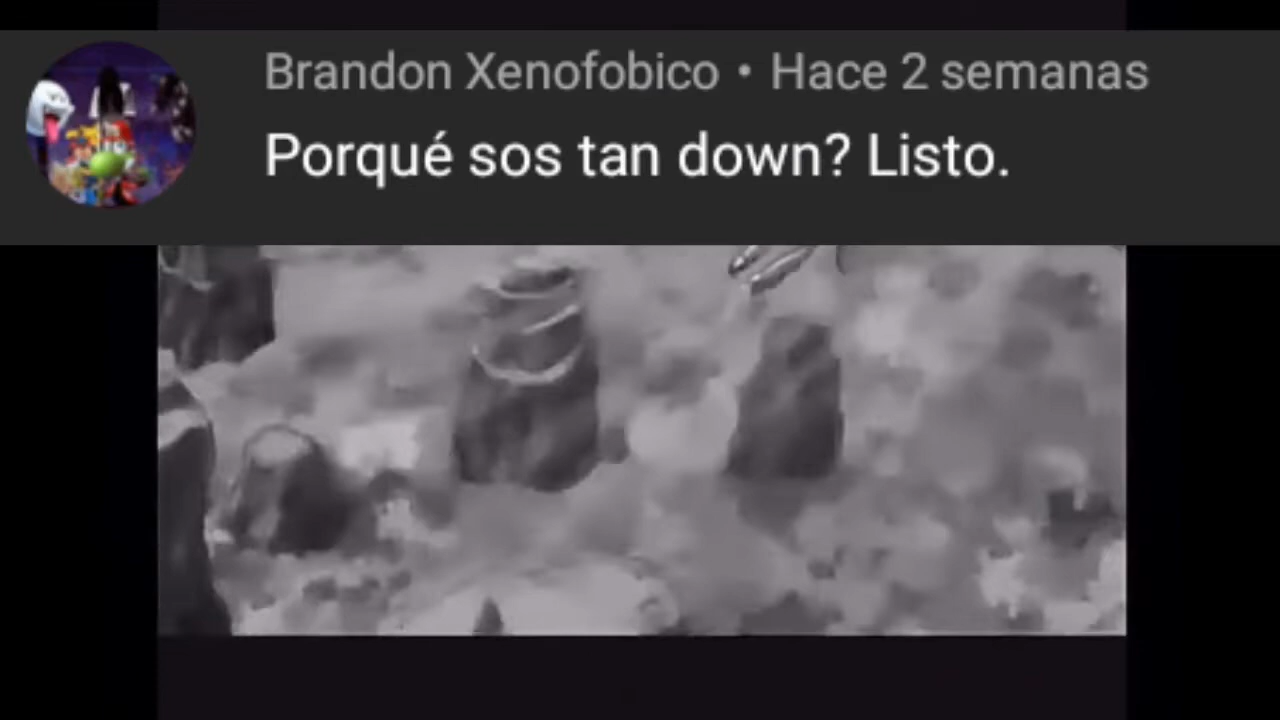 Brandon Xenofobico • Hace 2 semanas
Porqué sos tan down? Listo.